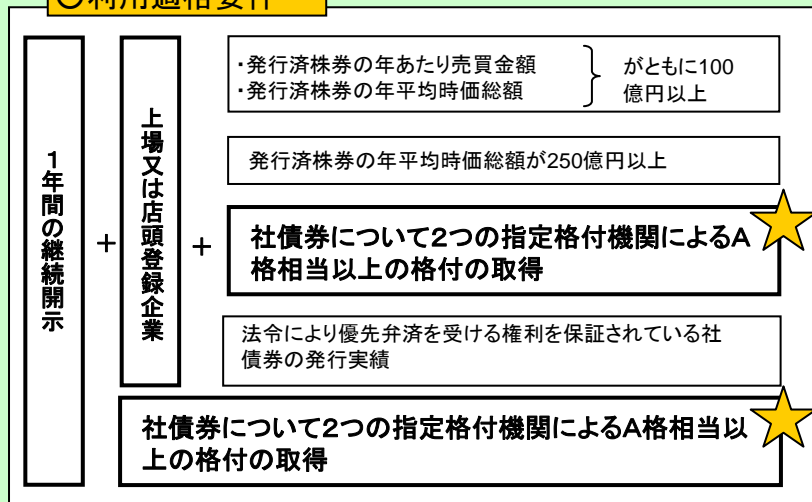 〇利用適格要件
1年間の継続開示
+
上場又は店頭登録企業
+
・発行済株券の年あたり売買金額
・発行済株券の年平均時価総額
がともに100
億円以上
発行済株券の年平均時価総額が250億円以上
社債券について2つの指定格付機関によるA
格相当以上の格付の取得
法令により優先弁済を受ける権利を保証されている社
債券の発行実績
社債券について2つの指定格付機関によるA格相当以
上の格付の取得